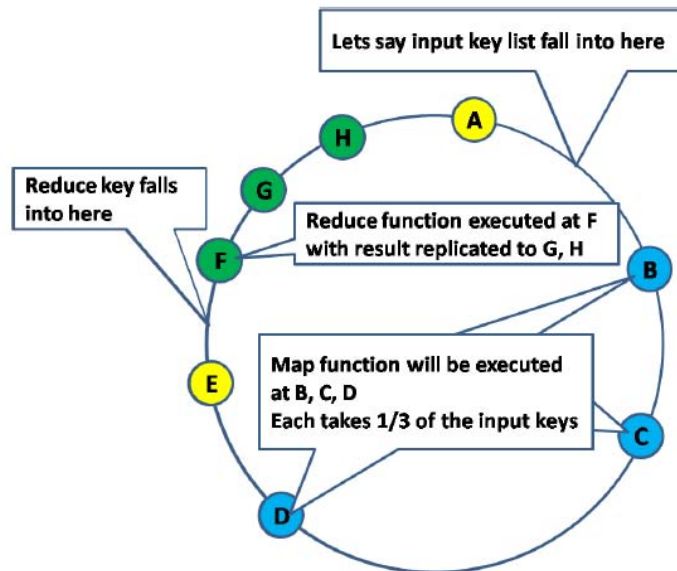 Lets say input key list fall into here
A
H
G
Reduce key falls
into here
Reduce function executed at F
with result replicated to G, H
F
B
Map function will be executed
at B, C, D
Each takes 1/3 of the input keys
E
C
D